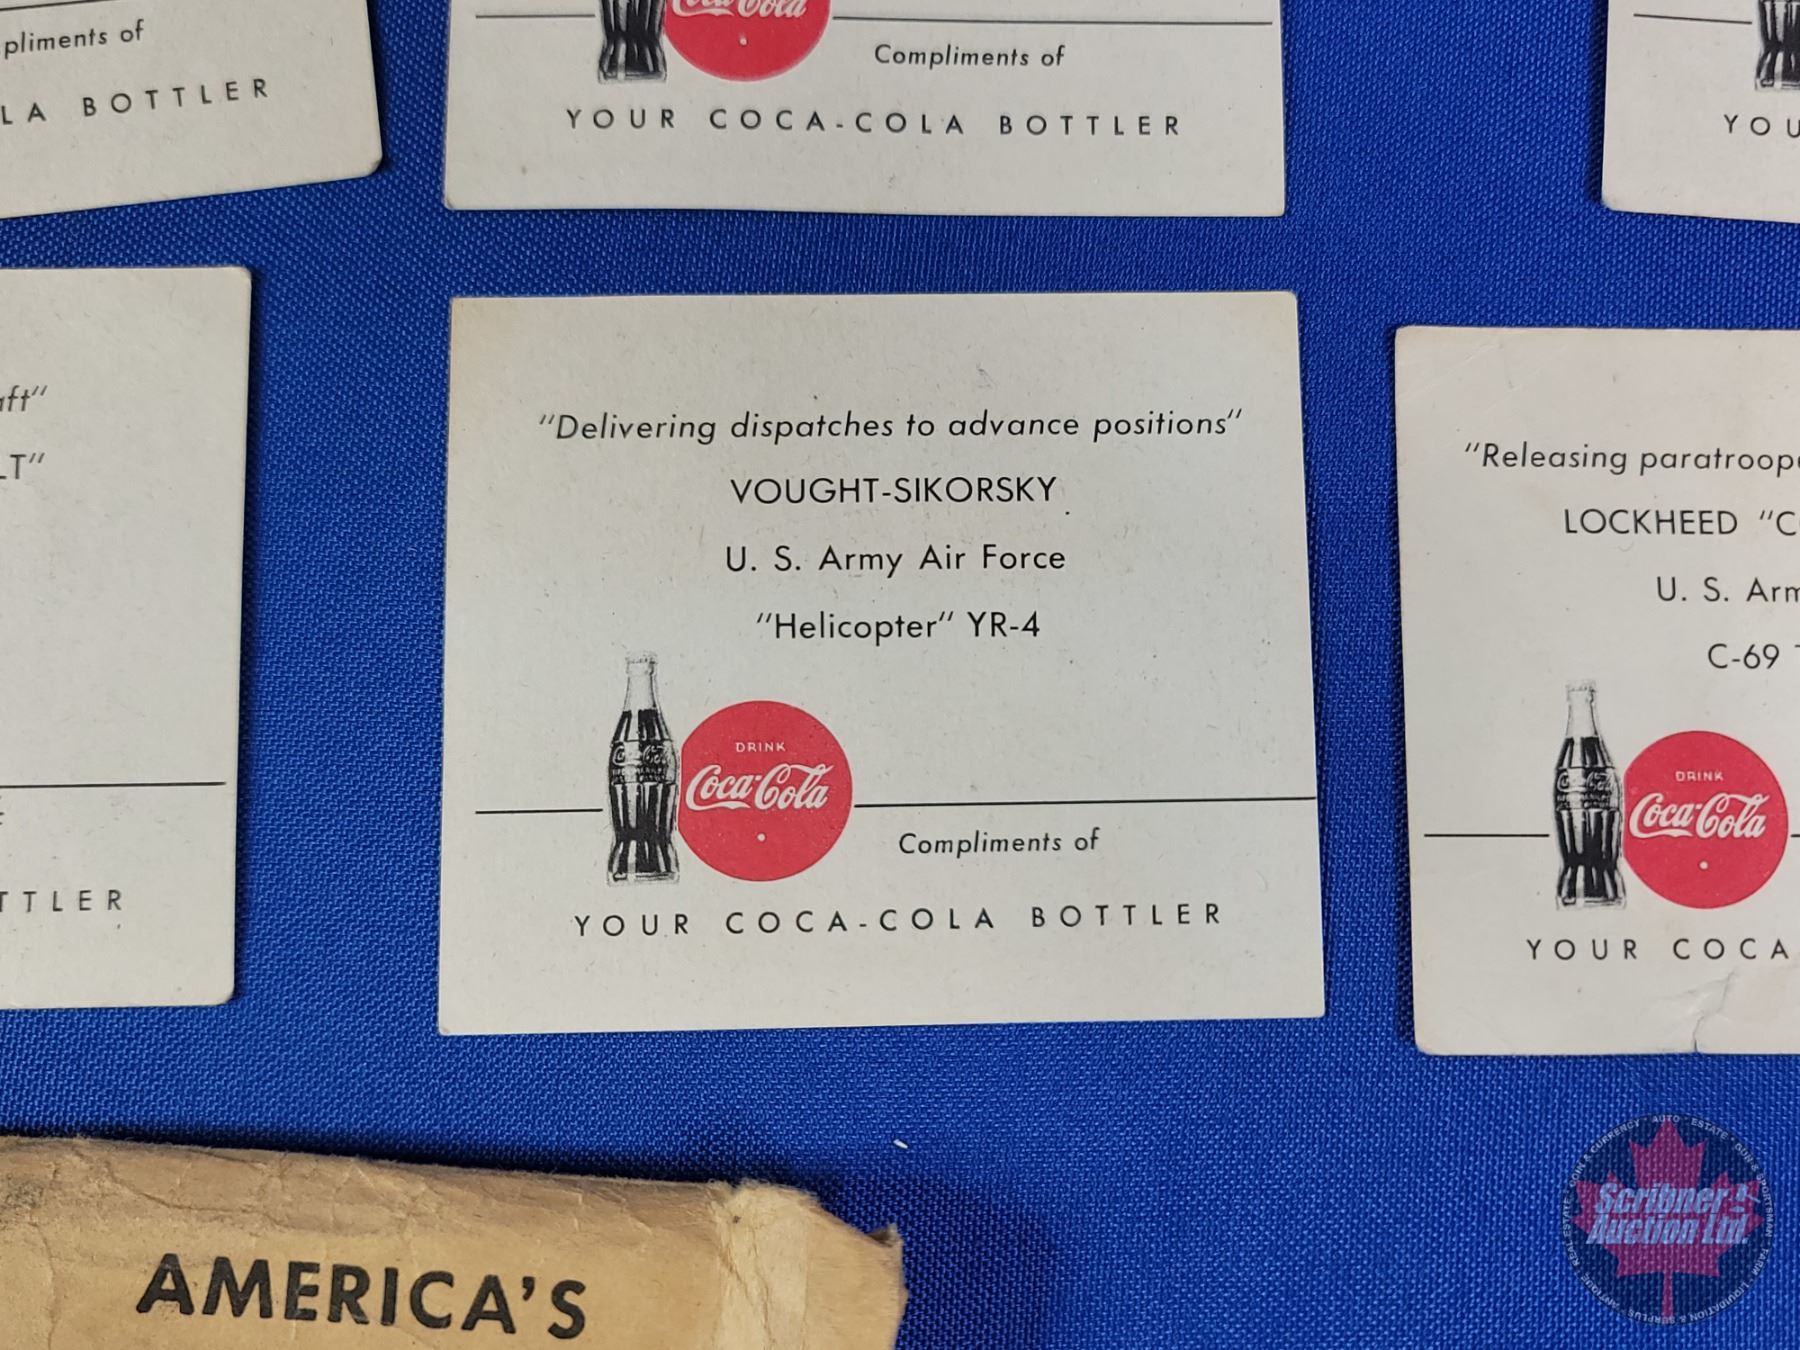 pliments of
LA BOTTLER
Coca-Cola
Compliments of
YOUR COCA-COLA BOTTLER
YOU
aft"
LT"
TTLER
"Delivering dispatches to advance positions"
VOUGHT-SIKORSKY
U. S. Army Air Force
"Helicopter" YR-4
DRINK
Coca-Cola
Compliments of
YOUR COCA-COLA BOTTLER
"Releasing paratroop
LOCKHEED "C
U. S. Arm
C-69
DRINK
Coca-Cola
YOUR COCA
AMERICA'S
Scribner
Auction Ltd.